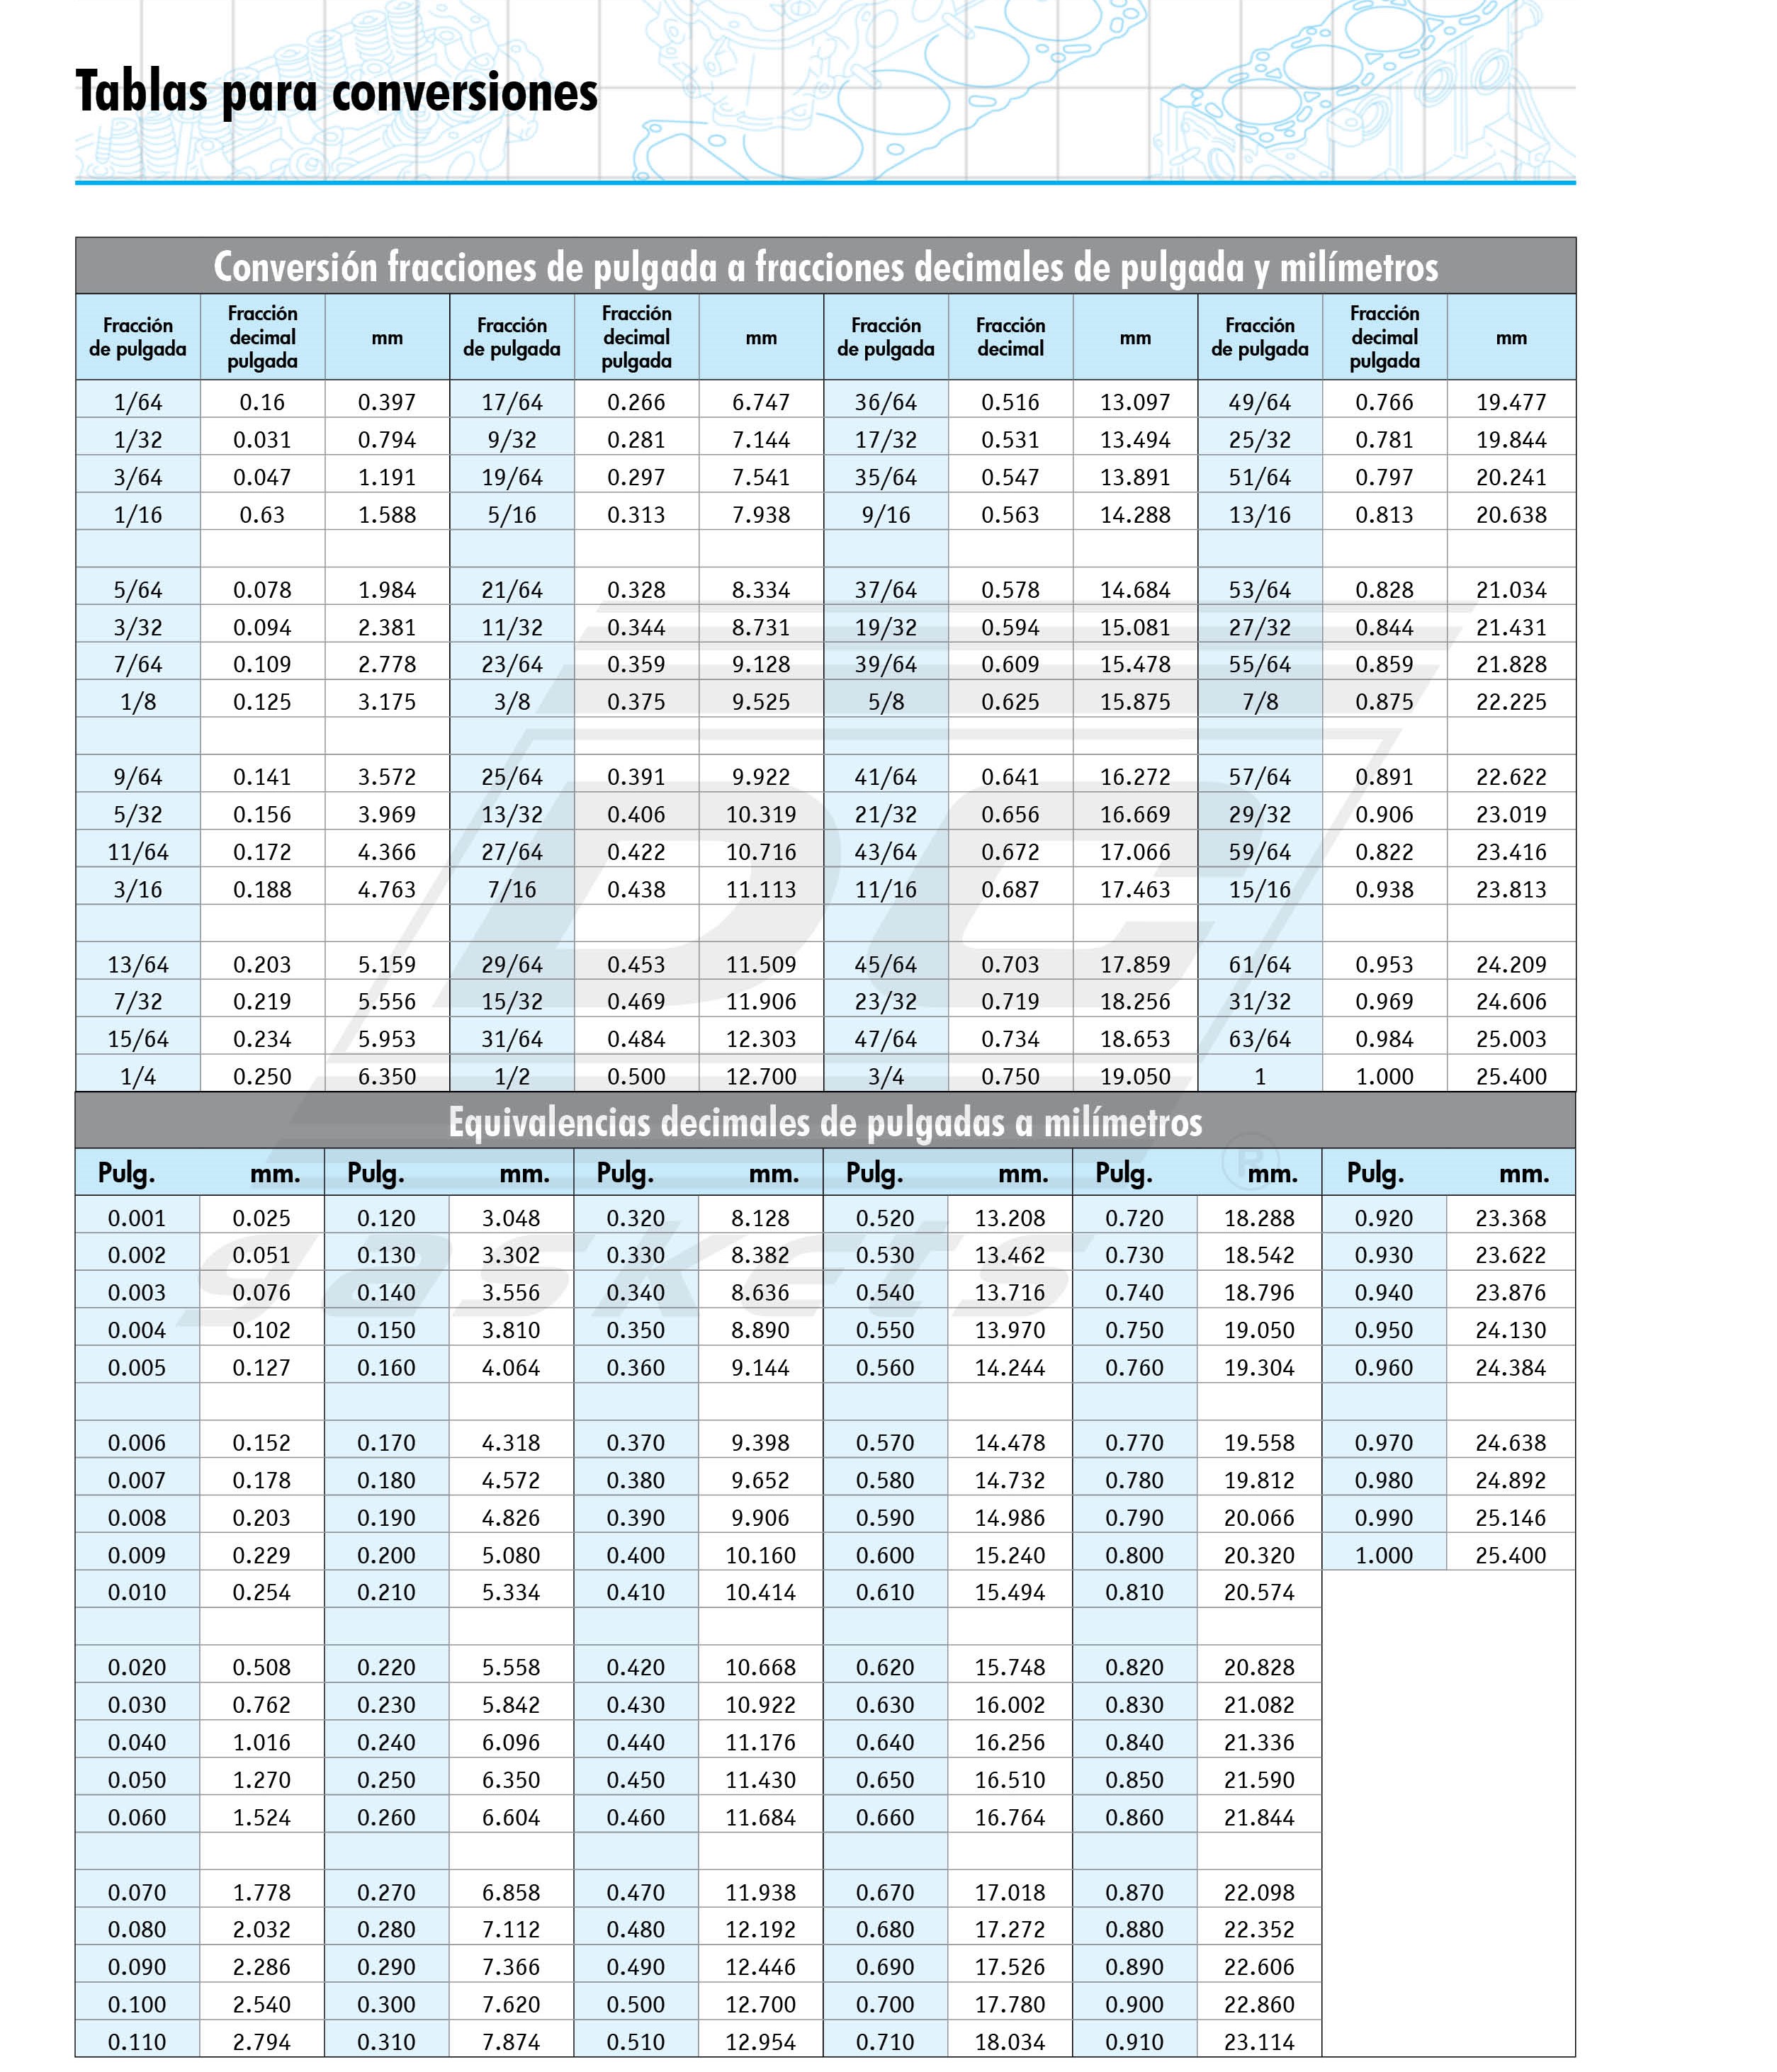 Tablas para conversiones
Conversión fracciones de pulgada a fracciones decimales de pulgada y milímetros
Fracción de pulgada Fracción decimal pulgada mm Fracción de pulgada Fracción decimal pulgada mm Fracción de pulgada Fracción decimal mm Fracción de pulgada Fracción decimal pulgada mm
1/64 0.16 0.397 17/64 0.266 6.747 36/64 0.516 13.097 49/64 0.766 19.477
1/32 0.031 0.794 9/32 0.281 7.144 17/32 0.531 13.494 25/32 0.781 19.844
3/64 0.047 1.191 19/64 0.297 7.541 35/64 0.547 13.891 51/64 0.797 20.241
1/16 0.63 1.588 5/16 0.313 7.938 9/16 0.563 14.288 13/16 0.813 20.638
5/64 0.078 1.984 21/64 0.328 8.334 37/64 0.578 14.684 53/64 0.828 21.034
3/32 0.094 2.381 11/32 0.344 8.731 19/32 0.594 15.081 27/32 0.844 21.431
7/64 0.109 2.778 23/64 0.359 9.128 39/64 0.609 15.478 55/64 0.859 21.828
1/8 0.125 3.175 3/8 0.375 9.525 5/8 0.625 15.875 7/8 0.875 22.225
9/64 0.141 3.572 25/64 0.391 9.922 41/64 0.641 16.272 57/64 0.891 22.622
5/32 0.156 3.969 13/32 0.406 10.319 21/32 0.656 16.669 29/32 0.906 23.019
11/64 0.172 4.366 27/64 0.422 10.716 43/64 0.672 17.066 59/64 0.822 23.416
3/16 0.188 4.763 7/16 0.438 11.113 11/16 0.687 17.463 15/16 0.938 23.813
13/64 0.203 5.159 29/64 0.453 11.509 45/64 0.703 17.859 61/64 0.953 24.209
7/32 0.219 5.556 15/32 0.469 11.906 23/32 0.719 18.256 31/32 0.969 24.606
15/64 0.234 5.953 31/64 0.484 12.303 47/64 0.734 18.653 63/64 0.984 25.003
1/4 0.250 6.350 1/2 0.500 12.700 3/4 0.750 19.050 1 1.000 25.400
DC
Equivalencias decimales de pulgadas a milímetros
®
Pulg. mm. Pulg. mm. Pulg. mm. Pulg. mm. Pulg. mm. Pulg. mm.
0.001 0.025 0.120 3.048 0.320 8.128 0.520 13.208 0.720 18.288 0.920 23.368
0.002 0.051 0.130 3.302 0.330 8.382 0.530 13.462 0.730 18.542 0.930 23.622
gaskets
0.003 0.076 0.140 3.556 0.340 8.636 0.540 13.716 0.740 18.796 0.940 23.876
0.004 0.102 0.150 3.810 0.350 8.890 0.550 13.970 0.750 19.050 0.950 24.130
0.005 0.127 0.160 4.064 0.360 9.144 0.560 14.244 0.760 19.304 0.960 24.384
0.006 0.152 0.170 4.318 0.370 9.398 0.570 14.478 0.770 19.558 0.970 24.638
0.007 0.178 0.180 4.572 0.380 9.652 0.580 14.732 0.780 19.812 0.980 24.892
0.008 0.203 0.190 4.826 0.390 9.906 0.590 14.986 0.790 20.066 0.990 25.146
0.009 0.229 0.200 5.080 0.400 10.160 0.600 15.240 0.800 20.320 1.000 25.400
0.010 0.254 0.210 5.334 0.410 10.414 0.610 15.494 0.810 20.574
0.020 0.508 0.220 5.558 0.420 10.668 0.620 15.748 0.820 20.828
0.030 0.762 0.230 5.842 0.430 10.922 0.630 16.002 0.830 21.082
0.040 1.016 0.240 6.096 0.440 11.176 0.640 16.256 0.840 21.336
0.050 1.270 0.250 6.350 0.450 11.430 0.650 16.510 0.850 21.590
0.060 1.524 0.260 6.604 0.460 11.684 0.660 16.764 0.860 21.844
0.070 1.778 0.270 6.858 0.470 11.938 0.670 17.018 0.870 22.098
0.080 2.032 0.280 7.112 0.480 12.192 0.680 17.272 0.880 22.352
0.090 2.286 0.290 7.366 0.490 12.446 0.690 17.526 0.890 22.606
0.100 2.540 0.300 7.620 0.500 12.700 0.700 17.780 0.900 22.860
0.110 2.794 0.310 7.874 0.510 12.954 0.710 18.034 0.910 23.114